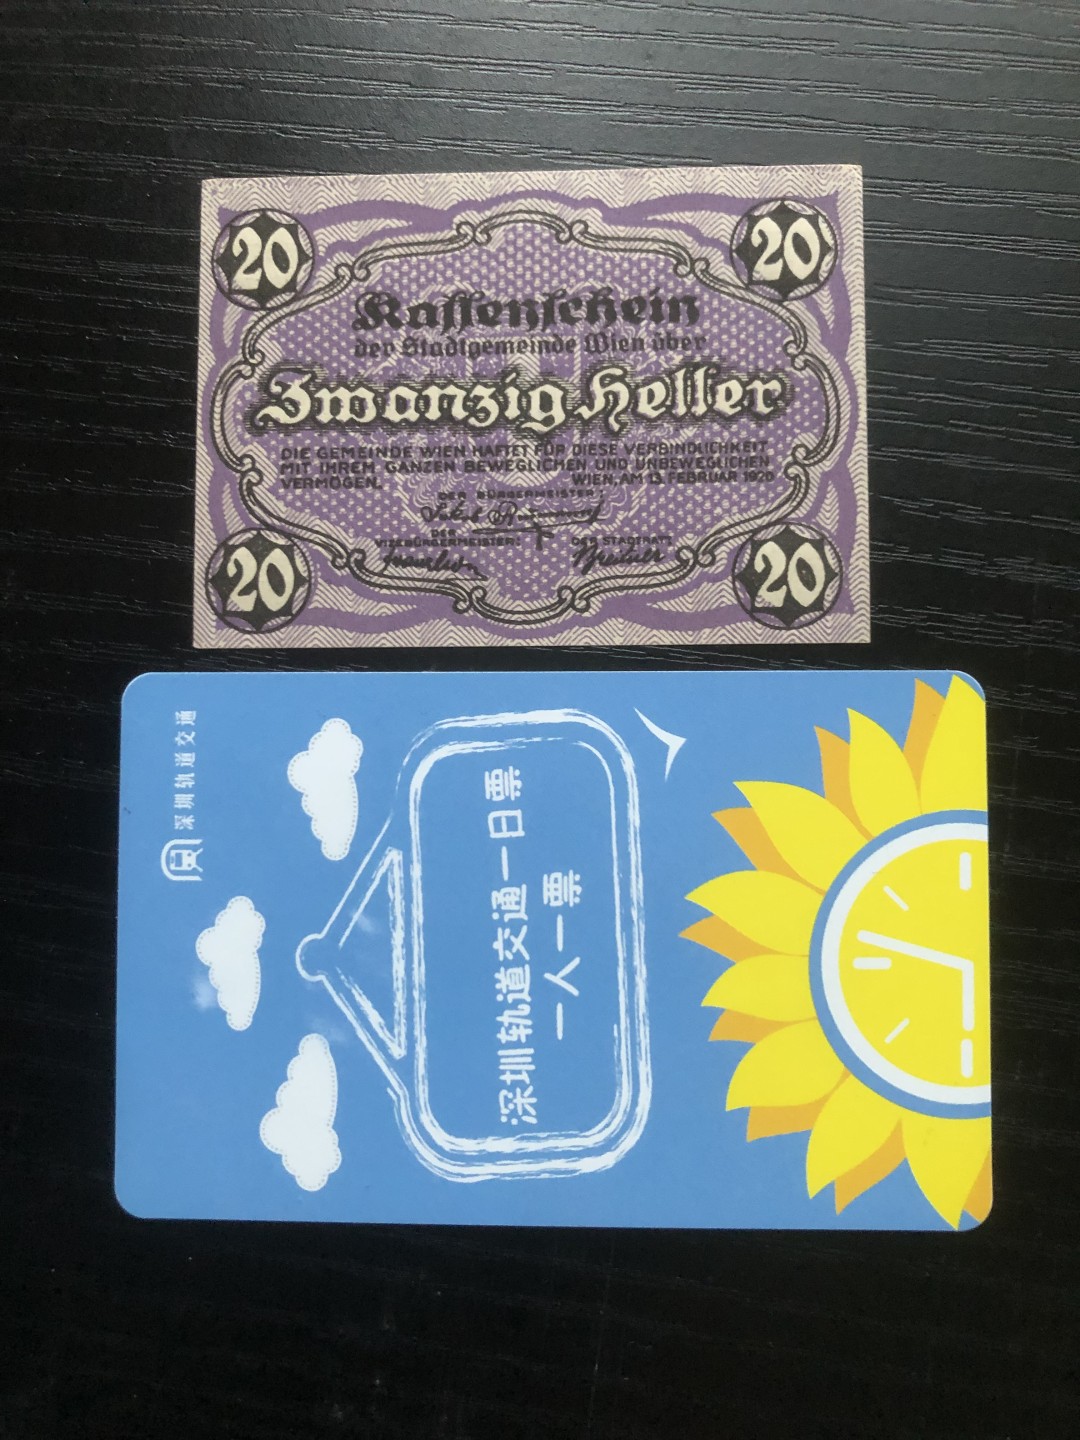 20
20
Kassenschein
der Stadtgemeinde Wien über
Zwanzig Heller
DIE GEMEINDE WIEN HAFTET FÜR DIESE VERBINDLICHKEIT
MIT IHREM GANZEN BEWEGLICHEN UND UNBEWEGLICHEN
VERMÖGEN. WIEN, AM 13. FEBRUAR 1920
DER BÜRGERMEISTER:
DER
VIZEBÜRGERMEISTER:
DER STADTRAT:
20
20
深圳轨道交通
深圳轨道交通一日票
一人一票